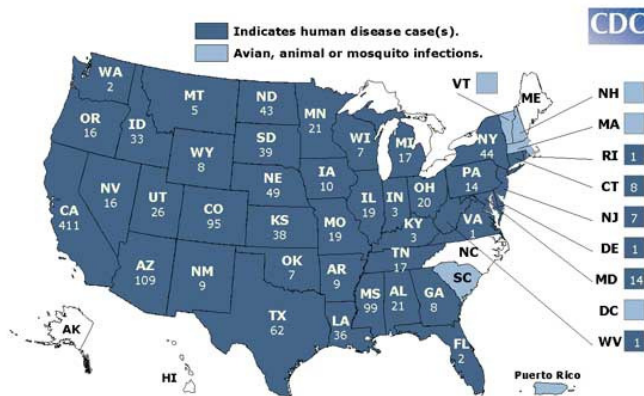 Indicates human disease case(s).
Avian, animal or mosquito infections.
CDC
WA
2
MT
5
ND
43
MN
21
VT
ME
NH
OR
16
ID
33
SD
39
WI
7
MI
17
NY
44
MA
WY
8
RI 1
NE
49
IA
10
PA
14
CT 8
NV
16
UT
26
CO
95
IL
19
IN
3
OH
20
NJ 7
CA
411
KS
38
MO
19
KY
3
VA
1
DE 1
AZ
109
NM
9
OK
7
AR
9
TN
17
NC
MD 14
SC
MS
99
AL
21
GA
8
DC
TX
62
LA
36
WV 1
AK
HI
FL
2
Puerto Rico